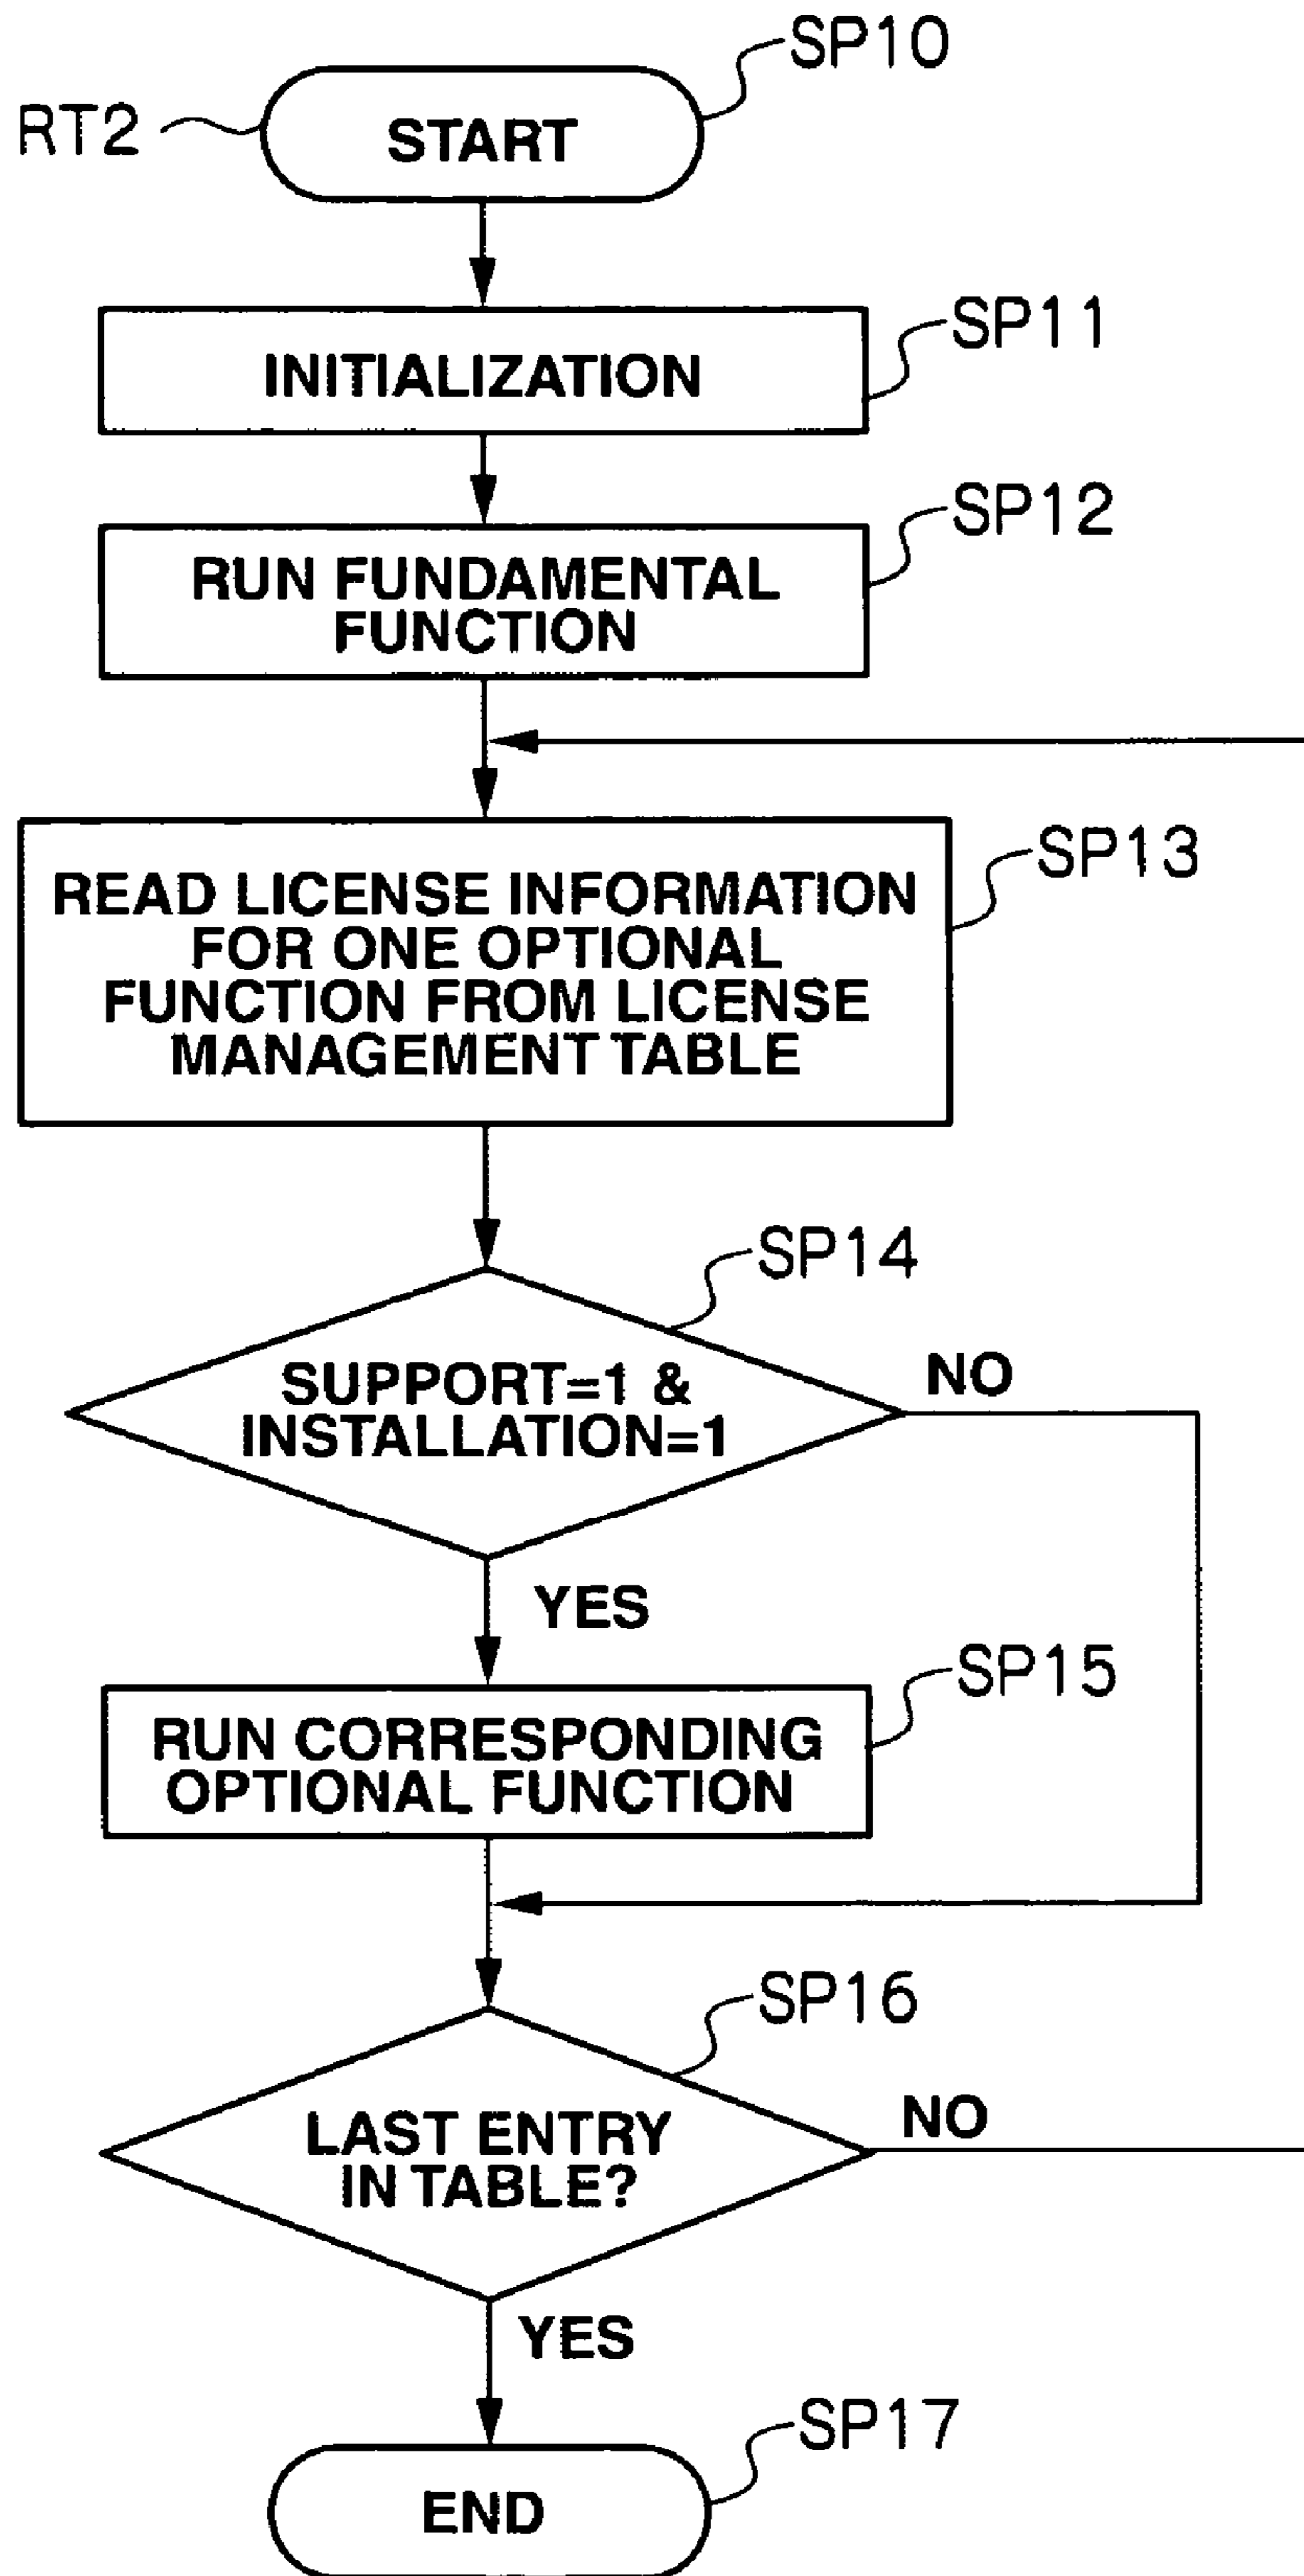 SP10
RT2
START
SP11
INITIALIZATION
SP12
RUN FUNDAMENTAL
FUNCTION
SP13
READ LICENSE INFORMATION
FOR ONE OPTIONAL
FUNCTION FROM LICENSE
MANAGEMENT TABLE
SP14
SUPPORT=1 &
INSTALLATION=1
NO
YES
SP15
RUN CORRESPONDING
OPTIONAL FUNCTION
SP16
LAST ENTRY
IN TABLE?
NO
YES
SP17
END